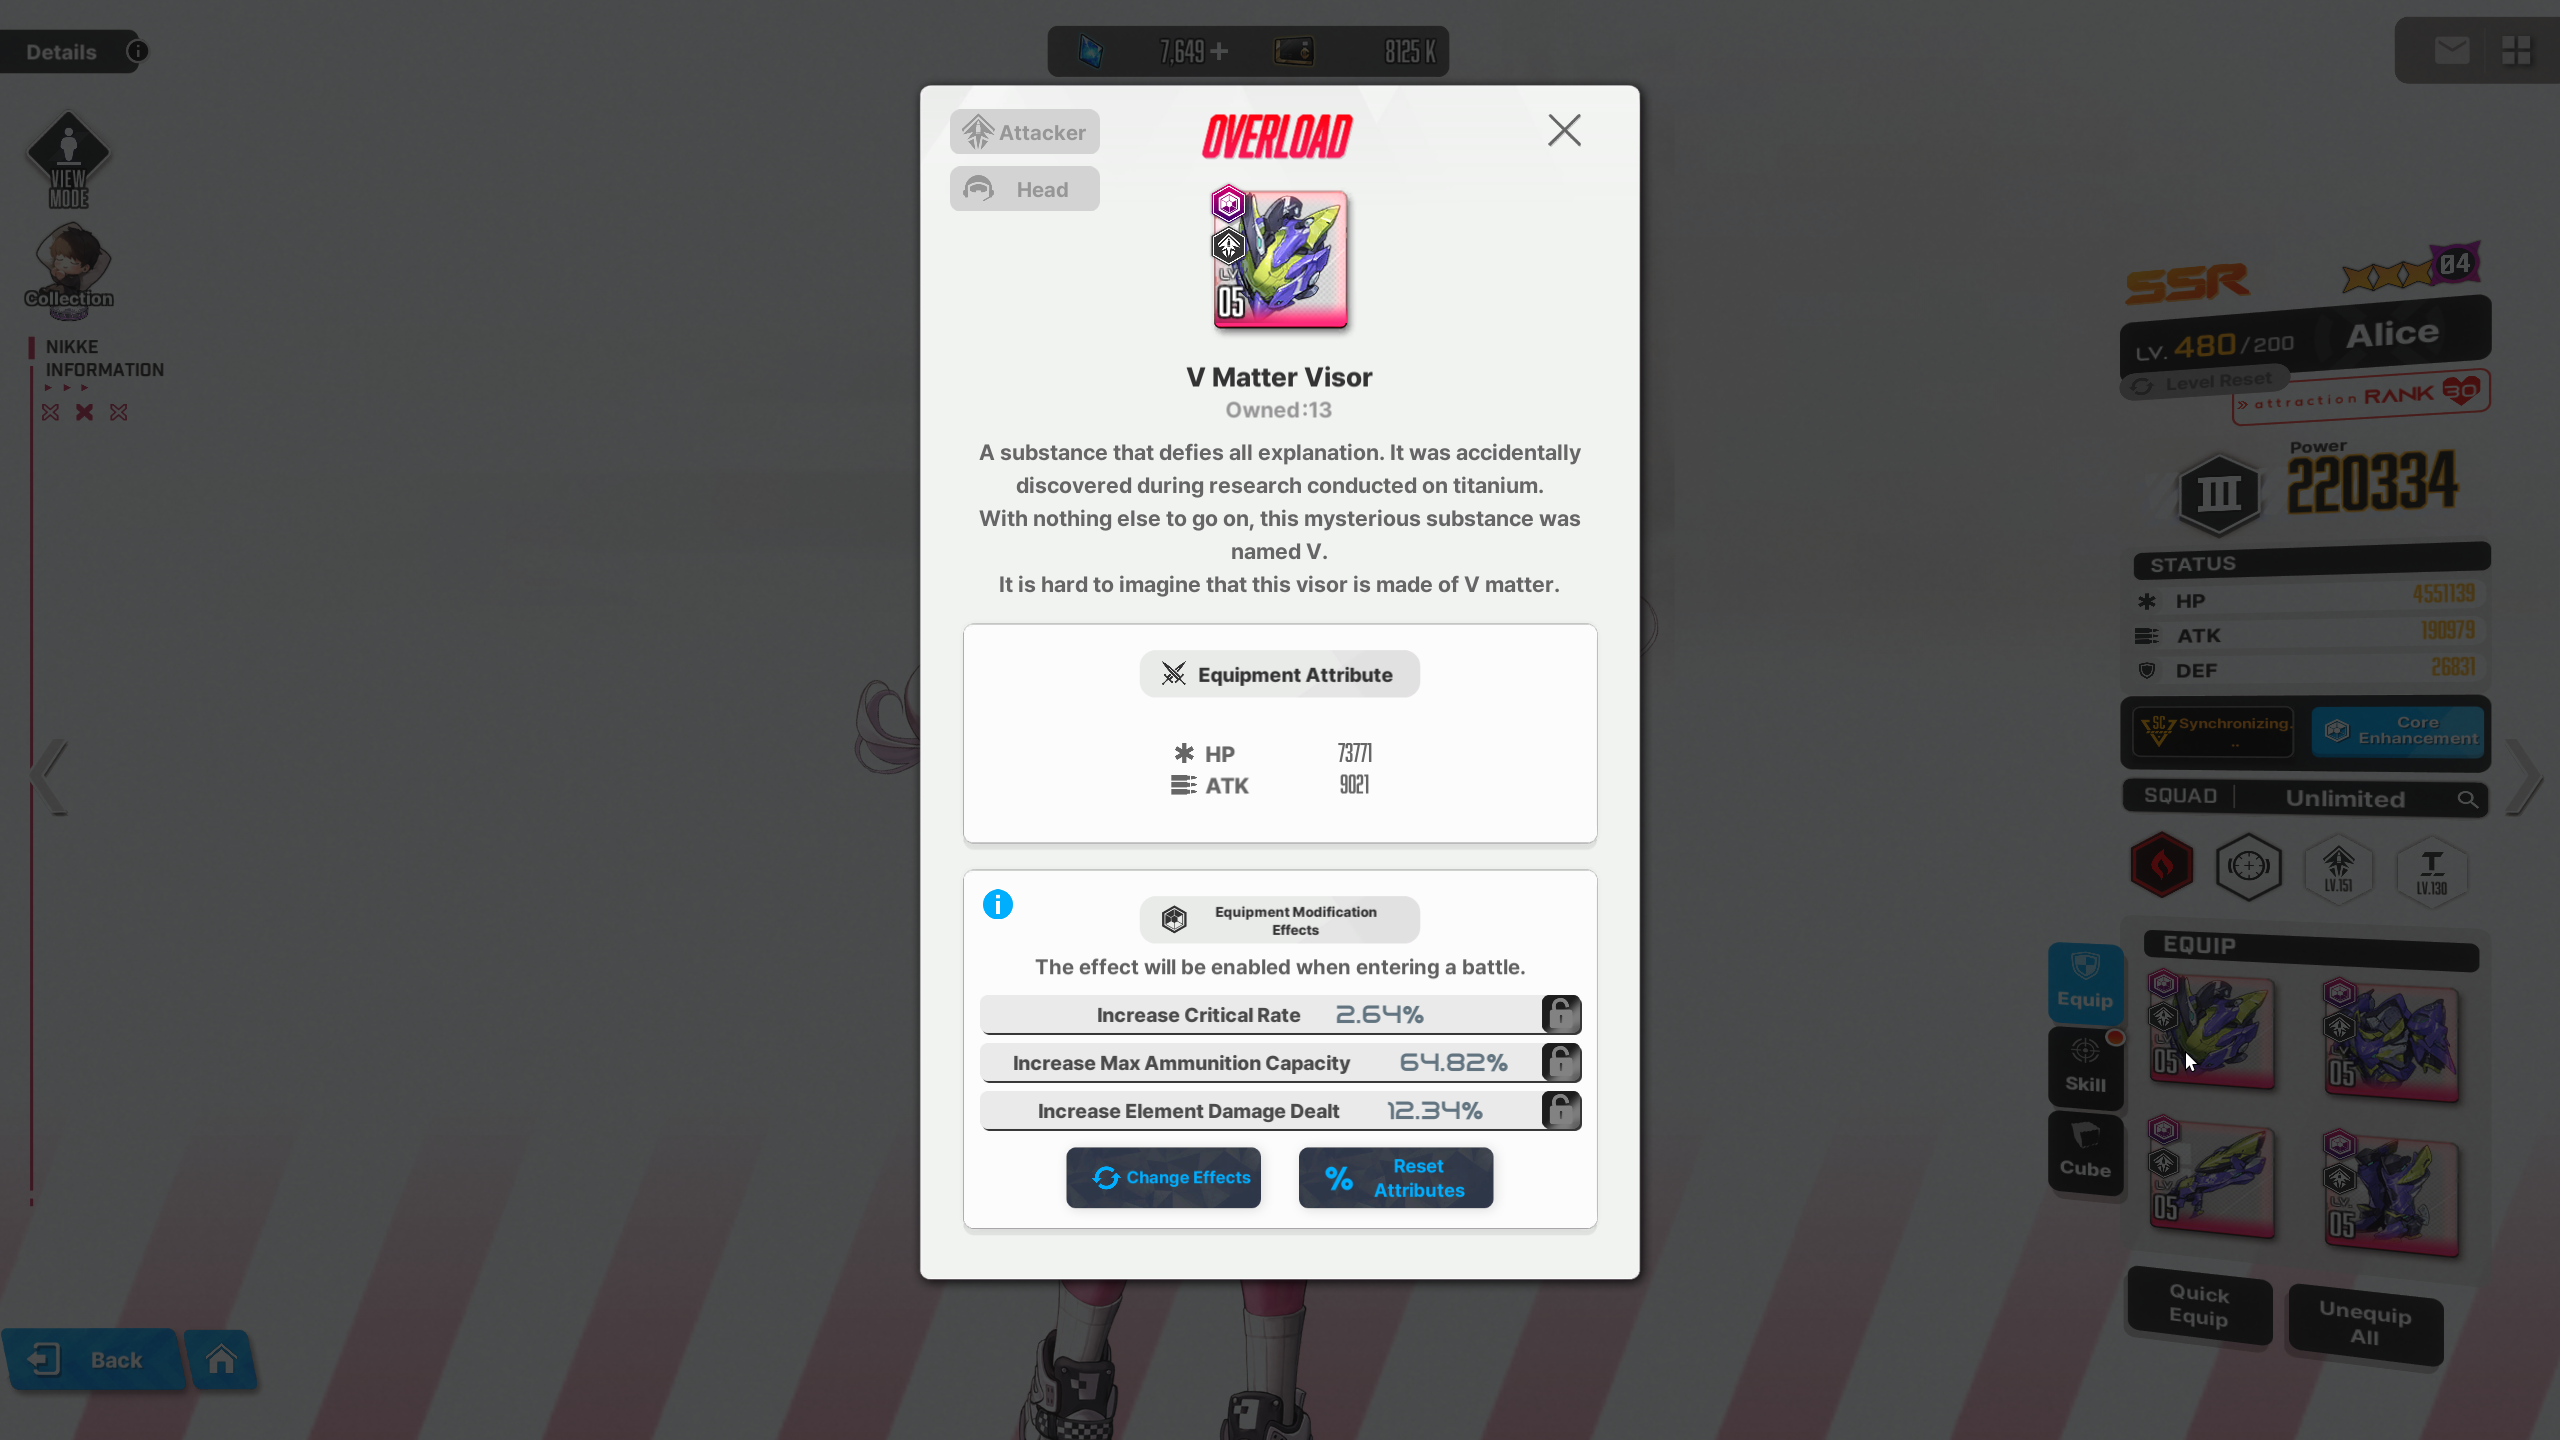 Details
7,649
8125 K
VIEW
MODE
Collection
NIKKE
INFORMATION
Attacker
Head
OVERLOAD
LV.
05
V Matter Visor
Owned:13
A substance that defies all explanation. It was accidentally
discovered during research conducted on titanium.
With nothing else to go on, this mysterious substance was
named V.
It is hard to imagine that this visor is made of V matter.
Equipment Attribute
HP 73771
ATK 9021
Equipment Modification
Effects
The effect will be enabled when entering a battle.
Increase Critical Rate 2.64%
Increase Max Ammunition Capacity 64.82%
Increase Element Damage Dealt 12.34%
Change Effects
% Reset
Attributes
SSR
04
LV. 480/200 Alice
Level Reset
attraction RANK 30
Power
220334
III
STATUS
HP 4551139
ATK 190979
DEF 26831
SC Synchronizing.
..
Core
Enhancement
SQUAD Unlimited
LV.151
LV.130
EQUIP
Equip
Skill
Cube
05
05
05
LV.
05
Quick
Equip
Unequip
All
Back